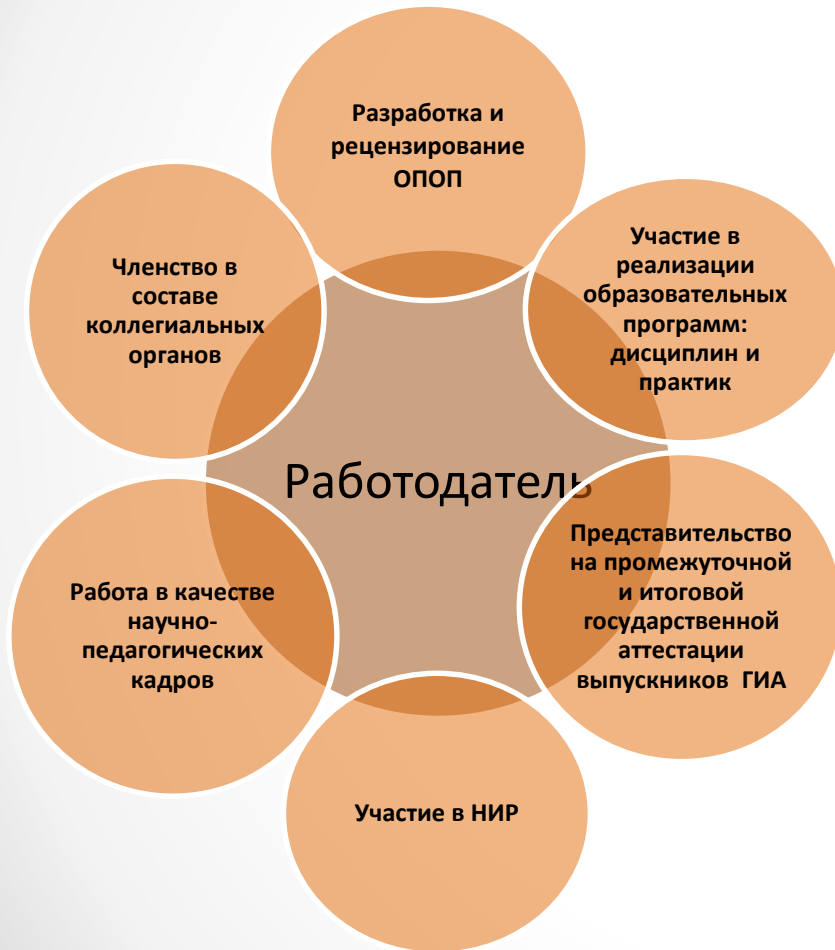 Разработка и
рецензирование
ОПОП
Участие в
реализации
образовательных
программ:
дисциплин и
практик
Членство в
составе
коллегиальных
органов
Работодатель
Представительство
на промежуточной
и итоговой
государственной
аттестации
выпускников ГИА
Работа в качестве
научно-
педагогических
кадров
Участие в НИР